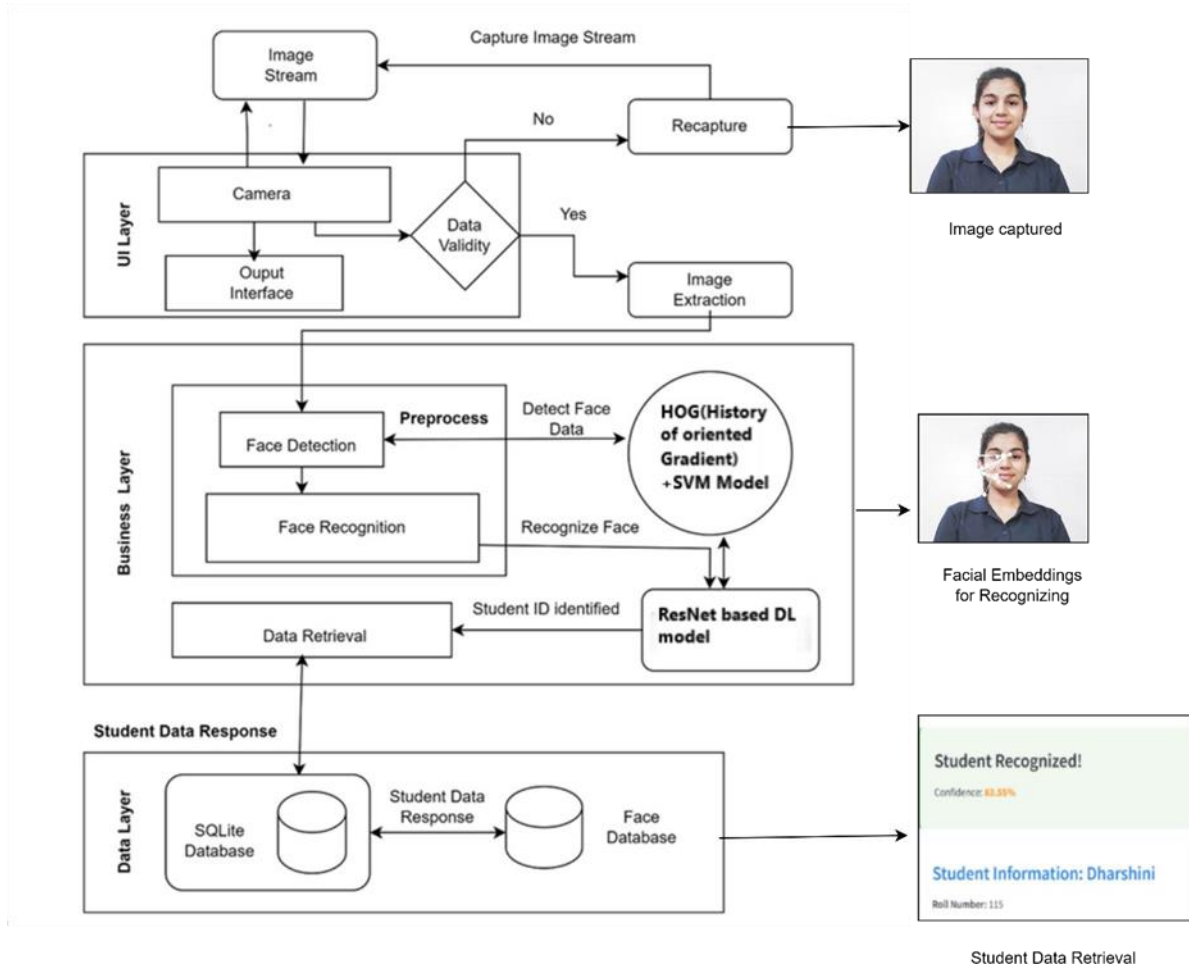 Capture Image Stream
Image
Stream
No
Recapture
Camera
UI Layer
Data
Validity
Yes
Image captured
Ouput
Interface
Image
Extraction
Preprocess
Detect Face
Data
HOG(History
of oriented
Gradient)
+SVM Model
Face Detection
Business Layer
Face Recognition
Recognize Face
Facial Embeddings
for Recognizing
Student ID identified
ResNet based DL
model
Data Retrieval
Student Data Response
Student Recognized!
Confidence: 83.55%
Data Layer
SQLite
Database
Student Data
Response
Face
Database
Student Information: Dharshini
Roll Number: 115
Student Data Retrieval